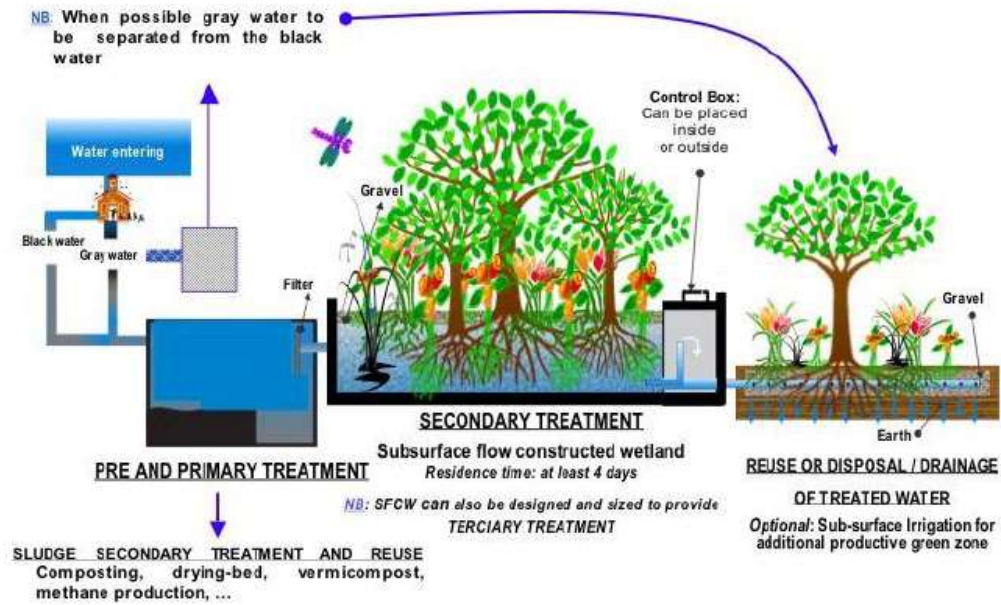 NB: When possible gray water to
be separated from the black
water
Control Box:
Can be placed
inside
or outside
Water entering
Gravel
Black water
Gray water
Filter
Gravel
Earth
SECONDARY TREATMENT
Subsurface flow constructed wetland
Residence time: at least 4 days
PRE AND PRIMARY TREATMENT
REUSE OR DISPOSAL / DRAINAGE
OF TREATED WATER
NB: SFCW can also be designed and sized to provide
TERCIARY TREATMENT
Optional: Sub-surface Irrigation for
additional productive green zone
SLUDGE SECONDARY TREATMENT AND REUSE
Composting, drying-bed, vermicompost,
methane production, ...